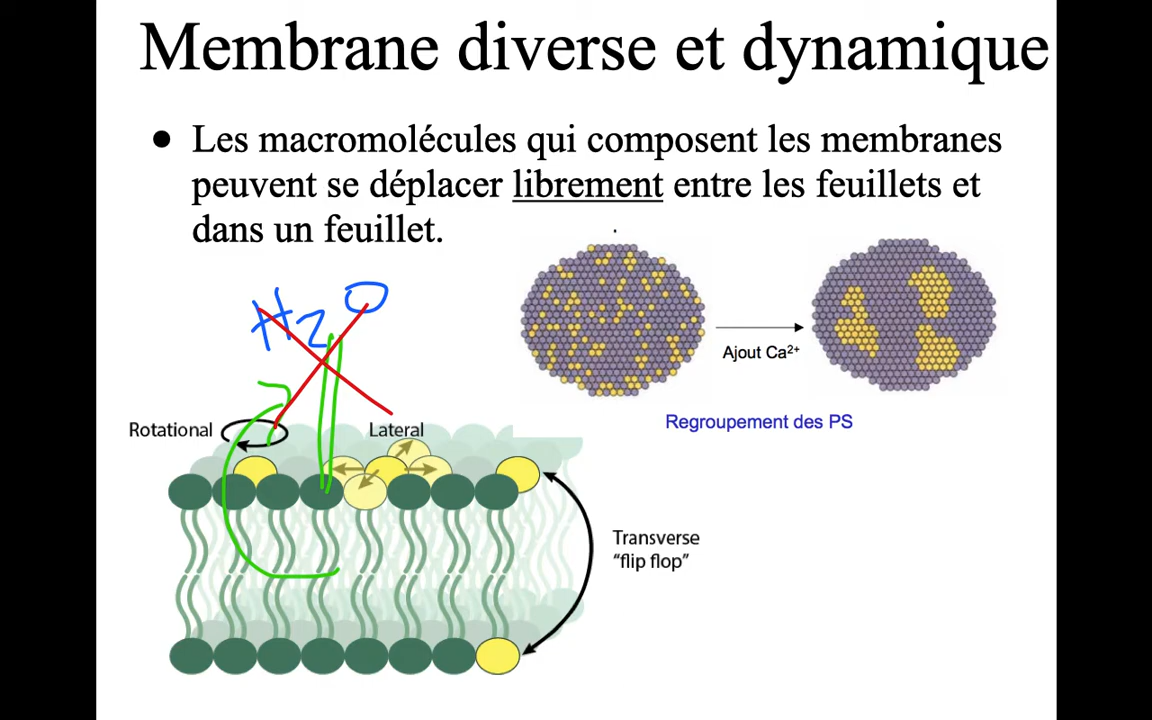 Membrane diverse et dynamique
• Les macromolécules qui composent les membranes
peuvent se déplacer librement entre les feuillets et
dans un feuillet.
H2O
Ajout Ca²⁺
Regroupement des PS
Rotational
Lateral
Transverse
“flip flop”